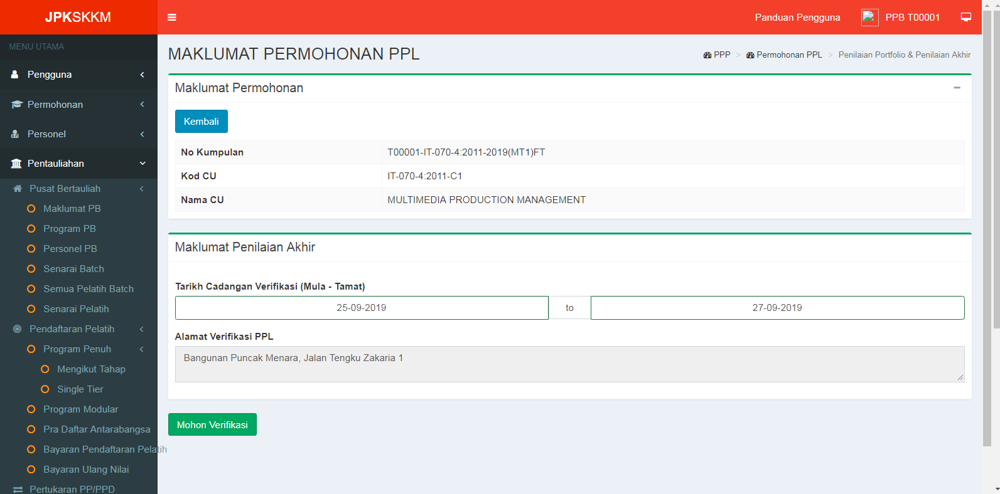 JPKSKKM
Panduan Pengguna
PPB T00001
MENU UTAMA
Pengguna
Permohonan
Personel
Pentauliahan
Pusat Bertauliah
Maklumat PB
Program PB
Personel PB
Senarai Batch
Semua Pelatih Batch
Senarai Pelatih
Pendaftaran Pelatih
Program Penuh
Mengikut Tahap
Single Tier
Program Modular
Pra Daftar Antarabangsa
Bayaran Pendaftaran Pelatih
Bayaran Ulang Nilai
Pertukaran PP/PPD
MAKLUMAT PERMOHONAN PPL
PPP > Permohonan PPL > Penilaian Portfolio & Penilaian Akhir
Maklumat Permohonan
Kembali
No Kumpulan T00001-IT-070-4:2011-2019(MT1)FT
Kod CU IT-070-4:2011-C1
Nama CU MULTIMEDIA PRODUCTION MANAGEMENT
Maklumat Penilaian Akhir
Tarikh Cadangan Verifikasi (Mula - Tamat)
25-09-2019 to 27-09-2019
Alamat Verifikasi PPL
Bangunan Puncak Menara, Jalan Tengku Zakaria 1
Mohon Verifikasi